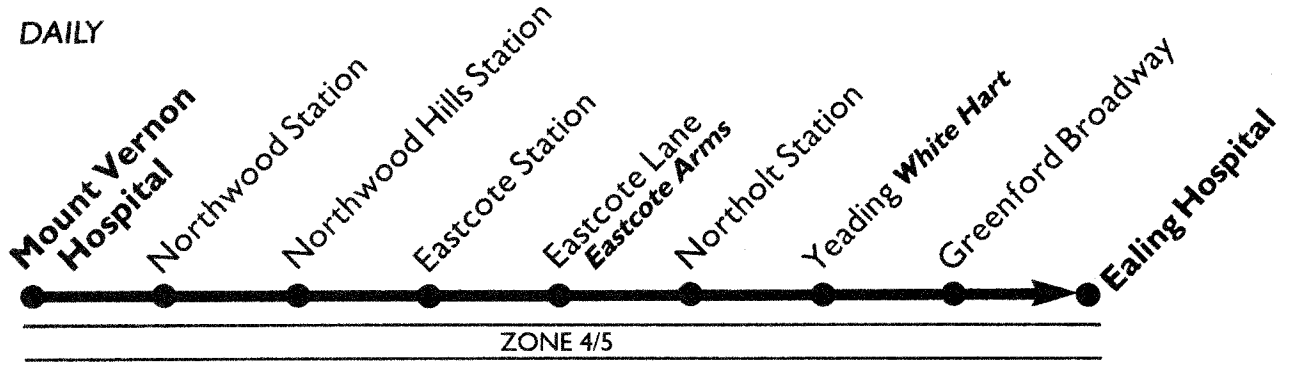 DAILY
Mount Vernon
Hospital
Northwood Station
Northwood Hills Station
Eastcote Station
Eastcote Lane
Eastcote Arms
Northolt Station
Yeading White Hart
Greenford Broadway
Ealing Hospital
ZONE 4/5